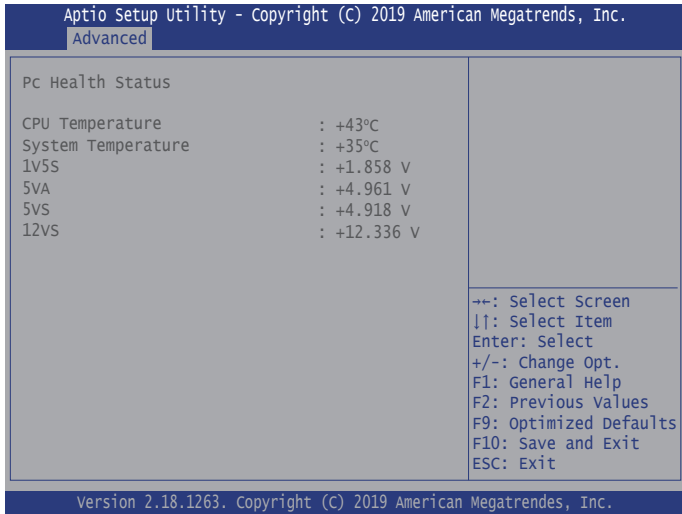 Aptio Setup Utility - Copyright (C) 2019 American Megatrends, Inc.
Advanced
Pc Health Status
CPU Temperature : +43ºC
System Temperature : +35ºC
1V5S : +1.858 V
5VA : +4.961 V
5VS : +4.918 V
12VS : +12.336 V
→←: Select Screen
↓↑: Select Item
Enter: Select
+/-: Change Opt.
F1: General Help
F2: Previous Values
F9: Optimized Defaults
F10: Save and Exit
ESC: Exit
Version 2.18.1263. Copyright (C) 2019 American Megatrendes, Inc.